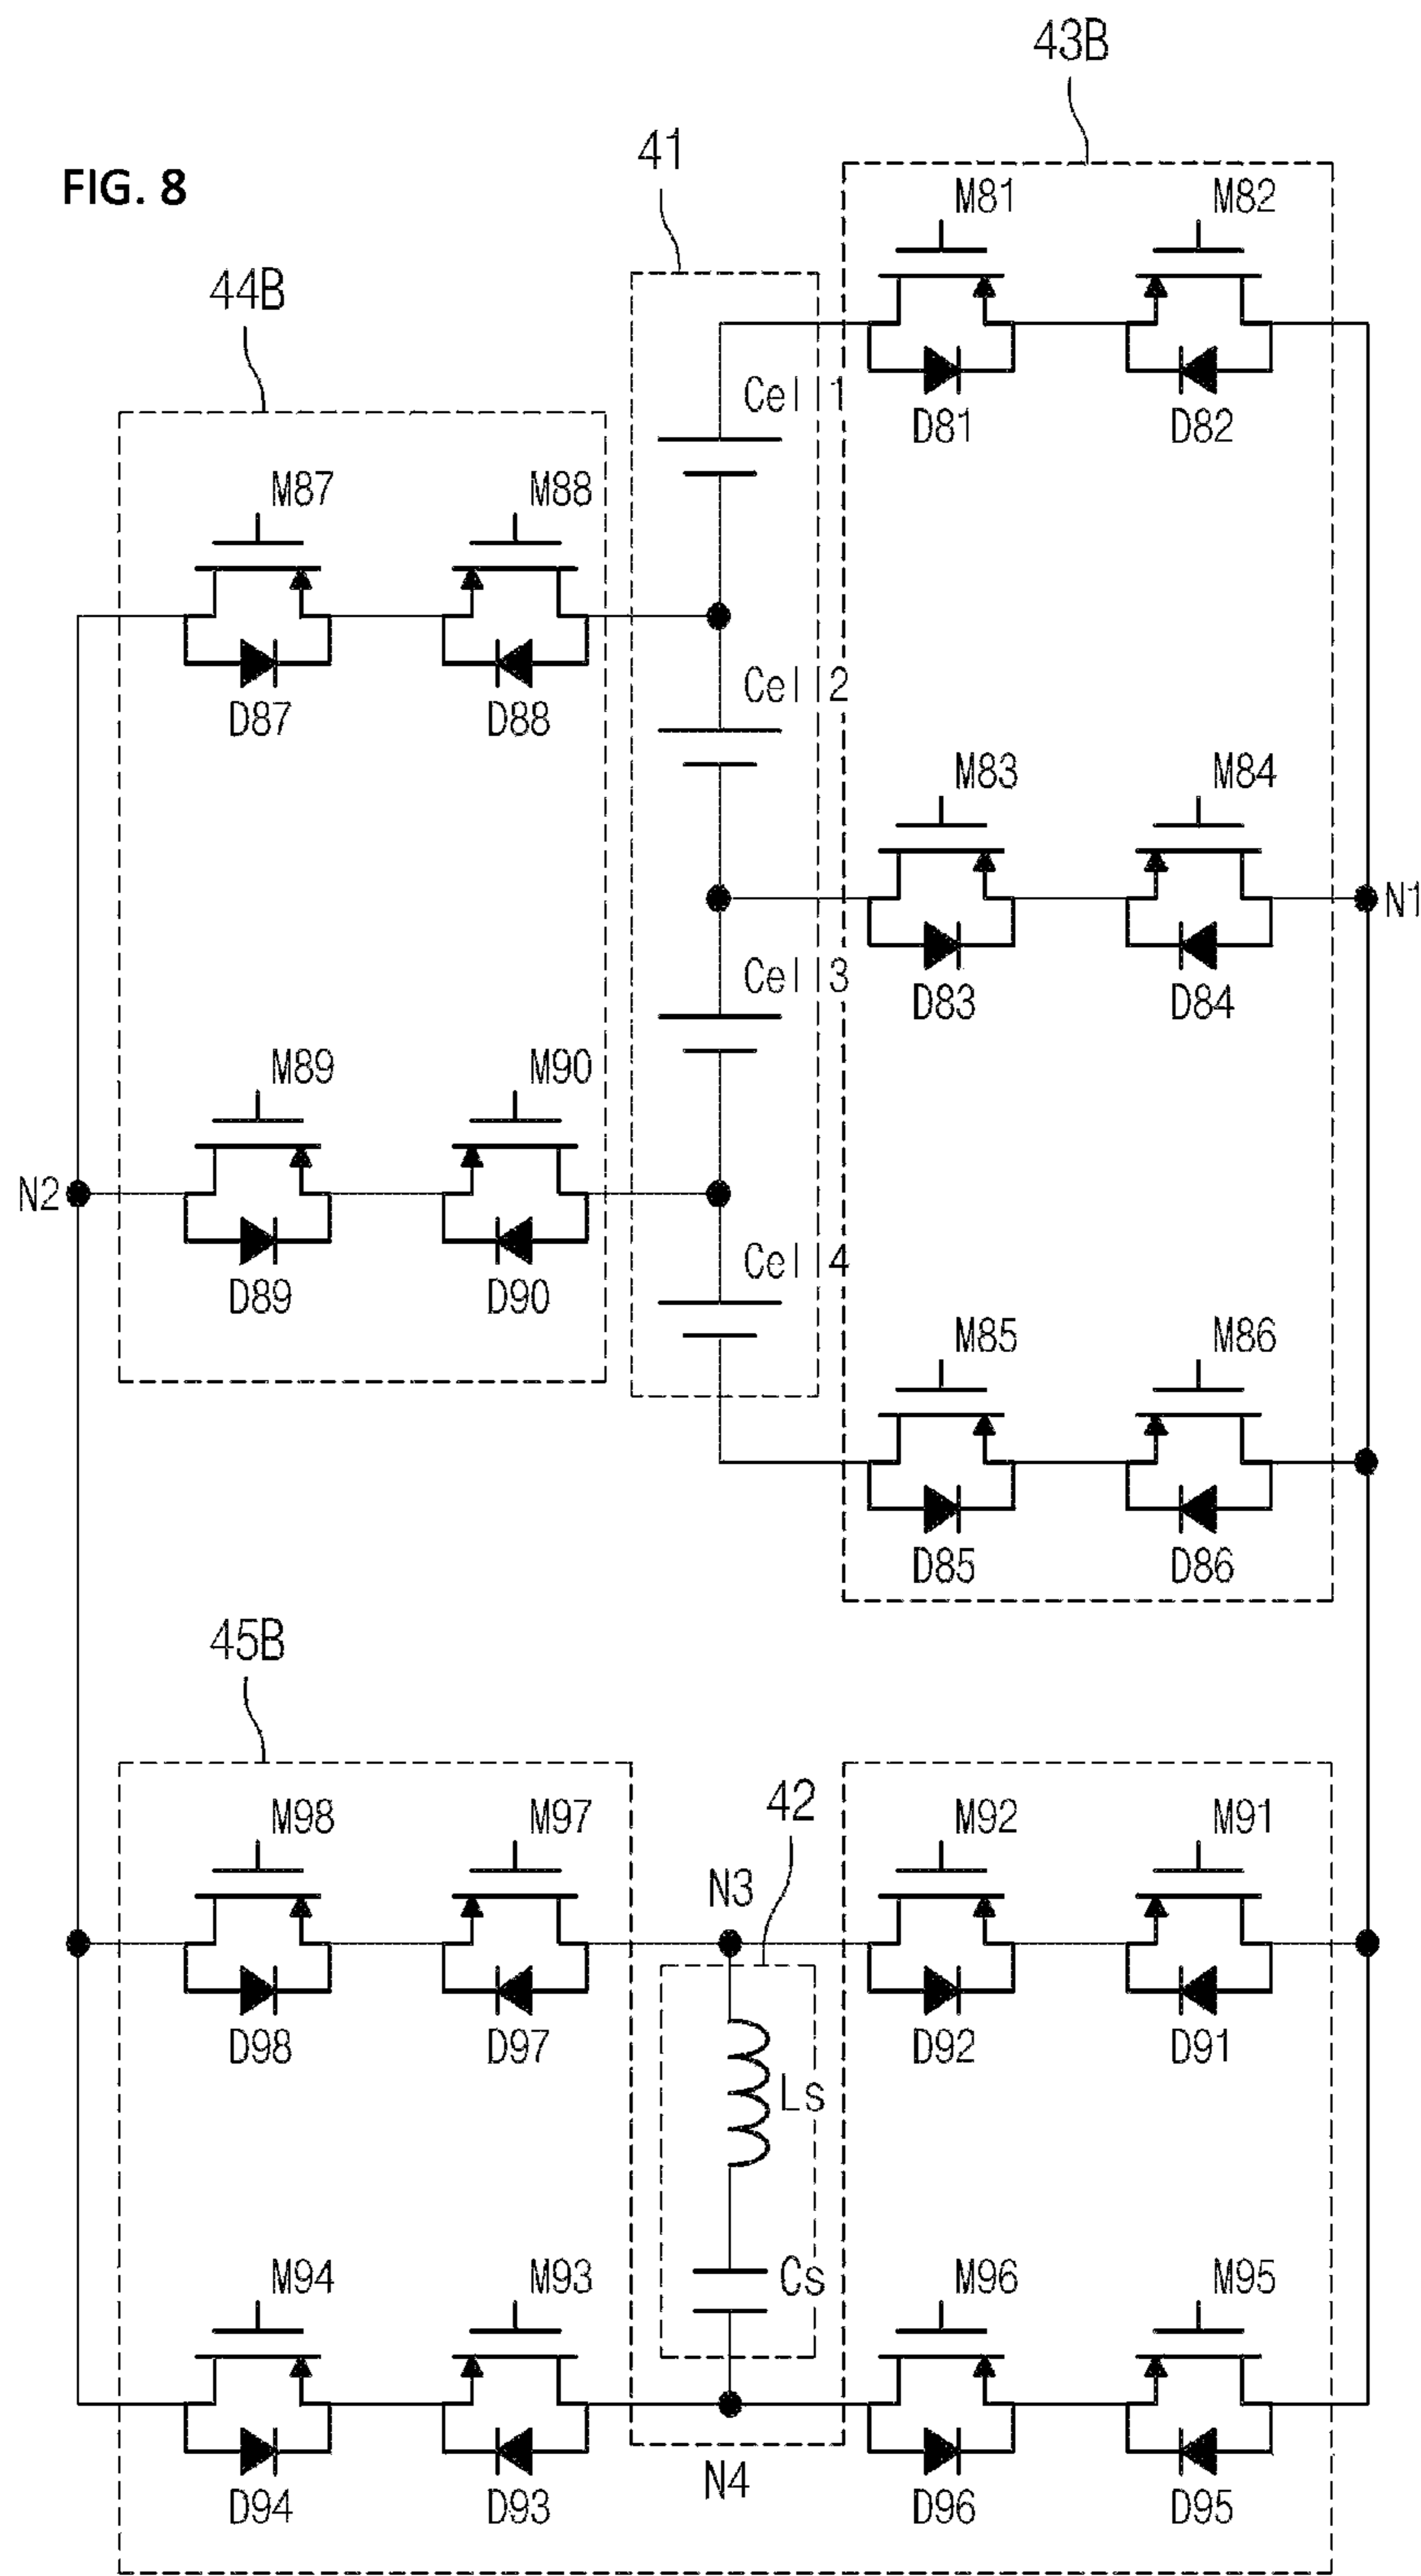 43B
41
FIG. 8
M81 M82
44B
Cell1
D81 D82
M87 M88
Cell2
D87 D88
M83 M84
N1
Cell3
D83 D84
M89 M90
N2
Cell4
D89 D90
M85 M86
D85 D86
45B
42
M98 M97 M92 M91
N3
D98 D97 D92 D91
Ls
M94 M93 Cs M96 M95
N4
D94 D93 D96 D95